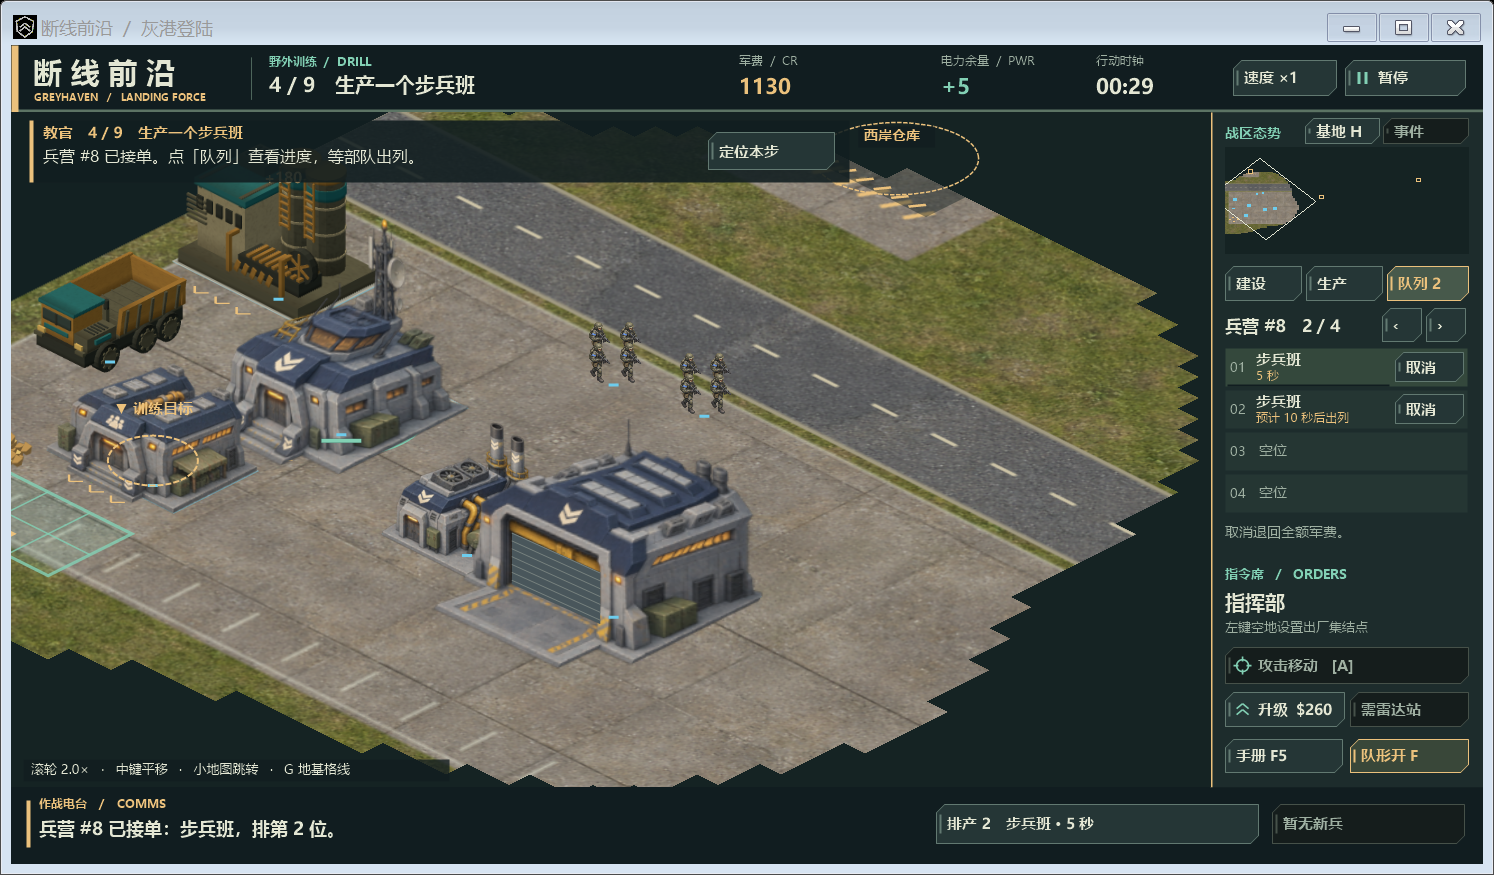 断线前沿 / 灰港登陆
断线前沿
GREYHAVEN / LANDING FORCE
野外训练 / DRILL
4 / 9 生产一个步兵班
军费 / CR
1130
电力余量 / PWR
+5
行动时钟
00:29
速度 ×1
暂停
教官 4 / 9 生产一个步兵班
兵营 #8 已接单。点「队列」查看进度，等部队出列。
定位本步
西岸仓库
+180
训练目标
战区态势
基地 H
事件
建设
生产
队列 2
兵营 #8 2 / 4
‹
›
01 步兵班
5 秒
取消
02 步兵班
预计 10 秒后出列
取消
03 空位
04 空位
取消退回全额军费。
指令席 / ORDERS
指挥部
左键空地设置出厂集结点
攻击移动 [A]
升级 $260
需雷达站
手册 F5
队形开 F
滚轮 2.0× · 中键平移 · 小地图跳转 · G 地基格线
作战电台 / COMMS
兵营 #8 已接单：步兵班，排第 2 位。
排产 2 步兵班 · 5 秒
暂无新兵